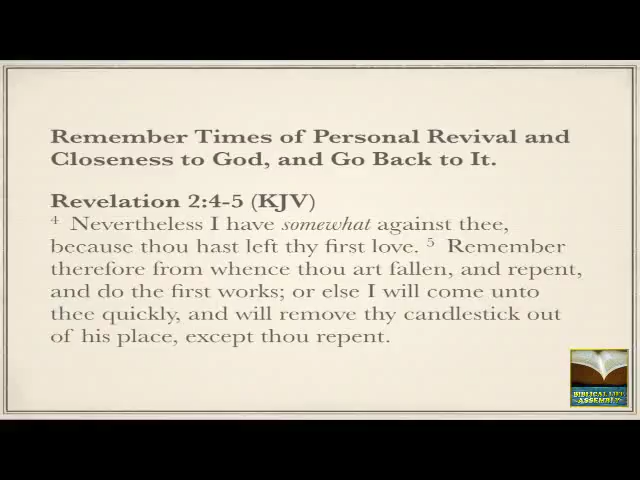 Remember Times of Personal Revival and
Closeness to God, and Go Back to It.
Revelation 2:4-5 (KJV)
4 Nevertheless I have somewhat against thee,
because thou hast left thy first love. 5 Remember
therefore from whence thou art fallen, and repent,
and do the first works; or else I will come unto
thee quickly, and will remove thy candlestick out
of his place, except thou repent.
BIBLICAL LIFE
ASSEMBLY